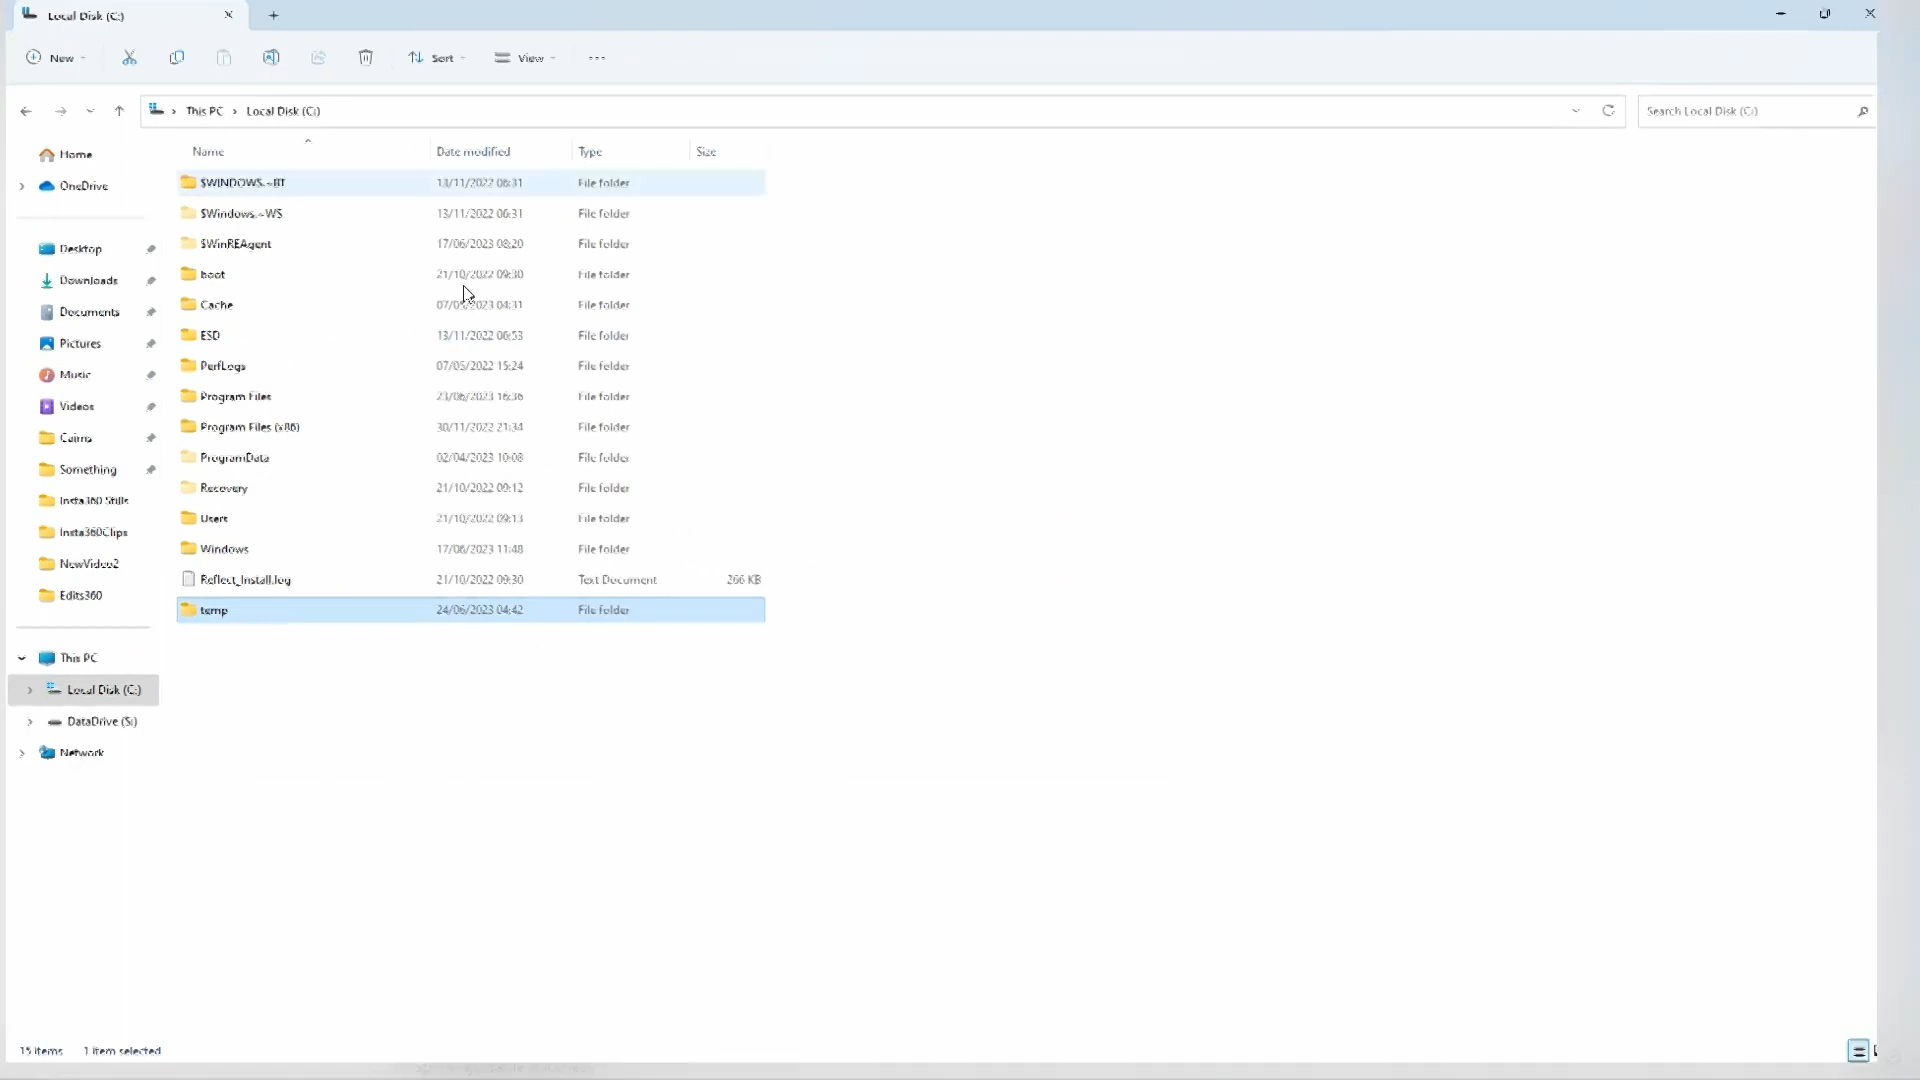 Local Disk (C:)
New
Sort
View
This PC
Local Disk (C:)
Search Local Disk (C:)
Name Date modified Type Size
Home
OneDrive
Desktop
Downloads
Documents
Pictures
Music
Videos
Cairns
Something
Insta360 Stills
Insta360Clips
NewVideo2
Edits360
This PC
Local Disk (C:)
DataDrive (S:)
Network
$WINDOWS.~BT 13/11/2022 06:31 File folder
$Windows.~WS 13/11/2022 06:31 File folder
$WinREAgent 17/06/2023 08:20 File folder
boot 21/10/2022 09:30 File folder
Cache 2023 04:31 File folder
ESD 13/11/2022 06:53 File folder
PerfLogs 07/05/2022 15:24 File folder
Program Files 23/06/2023 16:36 File folder
Program Files (x86) 30/11/2022 21:34 File folder
ProgramData 02/04/2023 10:08 File folder
Recovery 21/10/2022 09:12 File folder
Users 21/10/2022 09:13 File folder
Windows 17/06/2023 11:48 File folder
Reflect_Install.log 21/10/2022 09:30 Text Document 266 KB
temp 24/06/2023 04:42 File folder
15 items 1 item selected